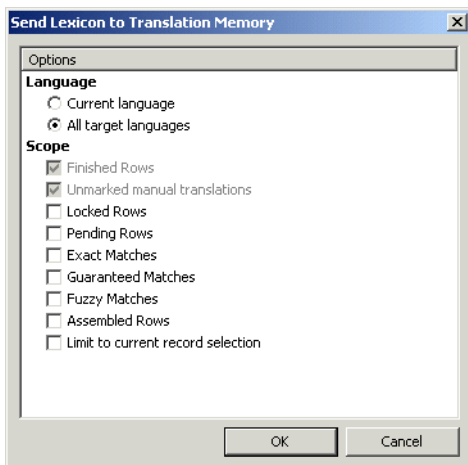 Send Lexicon to Translation Memory
Options
Language
Current language
All target languages
Scope
Finished Rows
Unmarked manual translations
Locked Rows
Pending Rows
Exact Matches
Guaranteed Matches
Fuzzy Matches
Assembled Rows
Limit to current record selection
OK Cancel